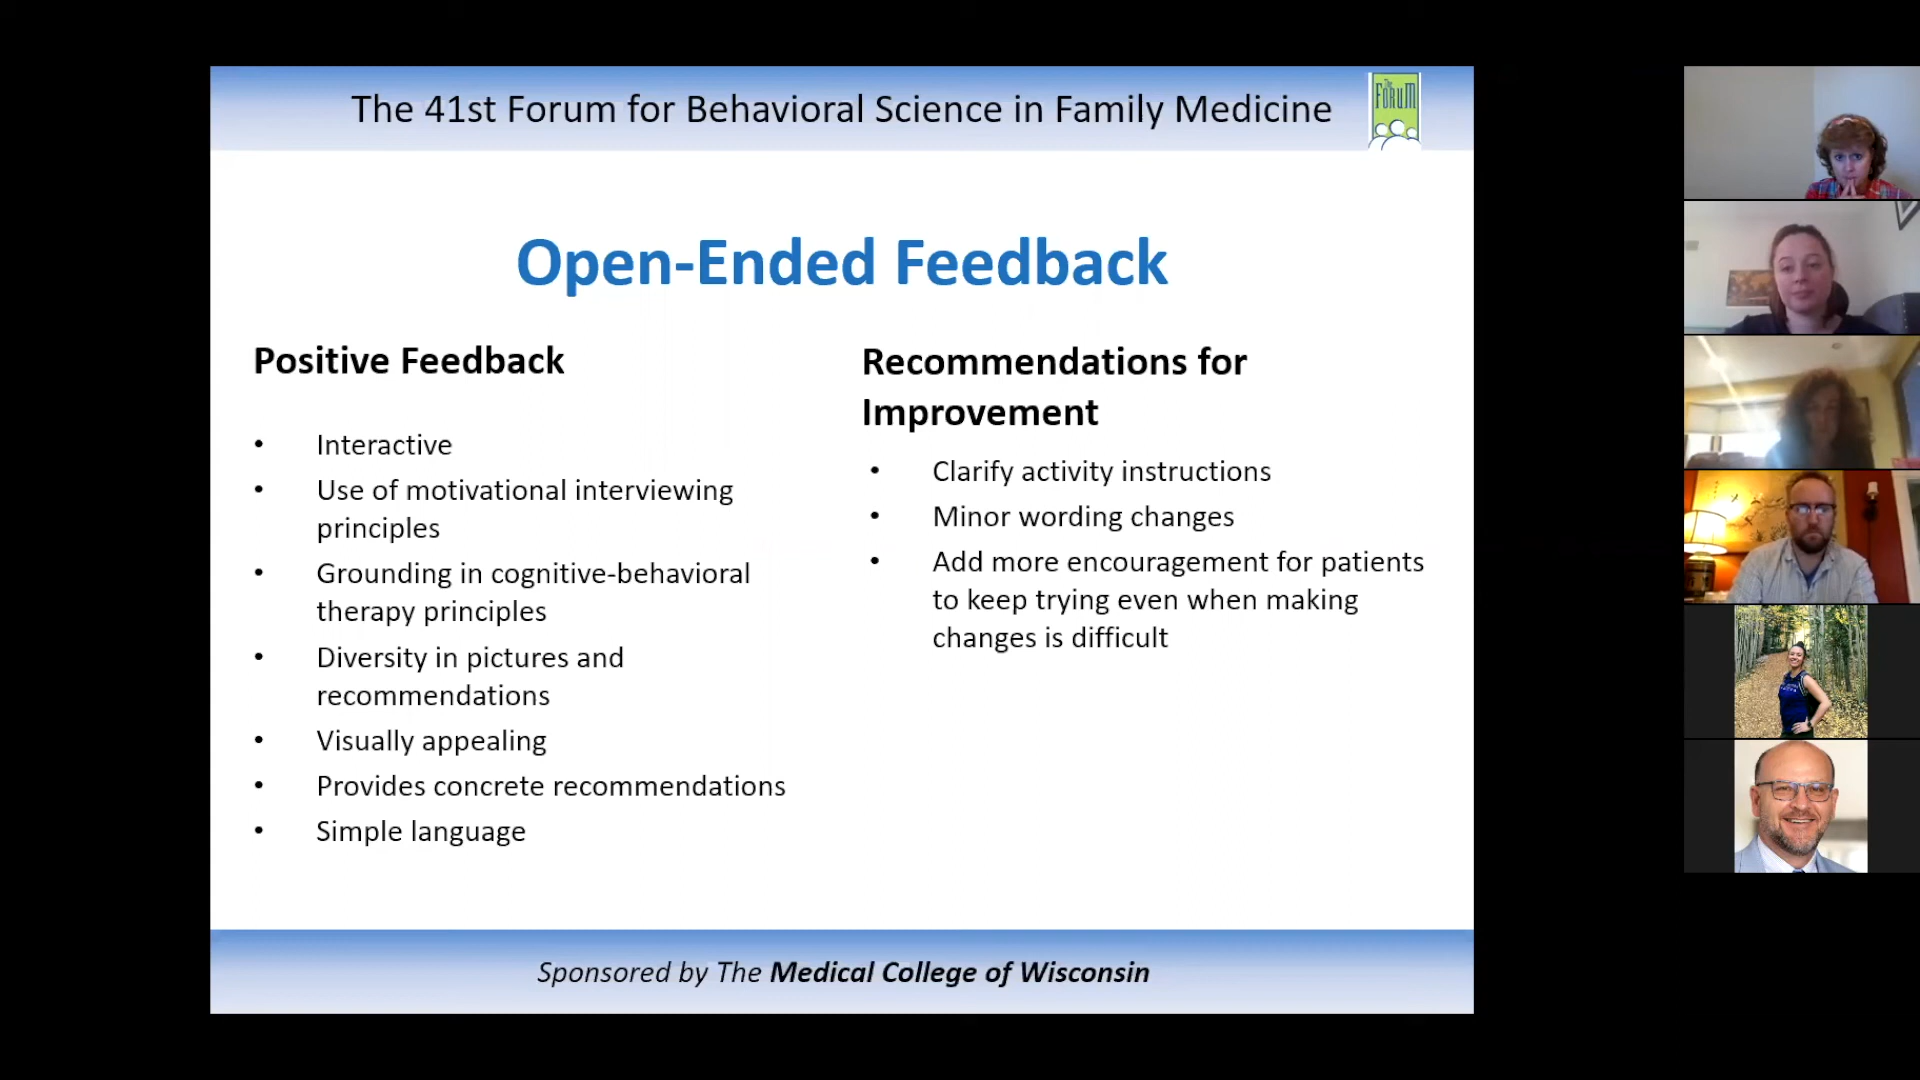 The 41st Forum for Behavioral Science in Family Medicine
The
FORUM
Open-Ended Feedback
Positive Feedback
• Interactive
• Use of motivational interviewing
principles
• Grounding in cognitive-behavioral
therapy principles
• Diversity in pictures and
recommendations
• Visually appealing
• Provides concrete recommendations
• Simple language
Recommendations for
Improvement
• Clarify activity instructions
• Minor wording changes
• Add more encouragement for patients
to keep trying even when making
changes is difficult
Sponsored by The Medical College of Wisconsin